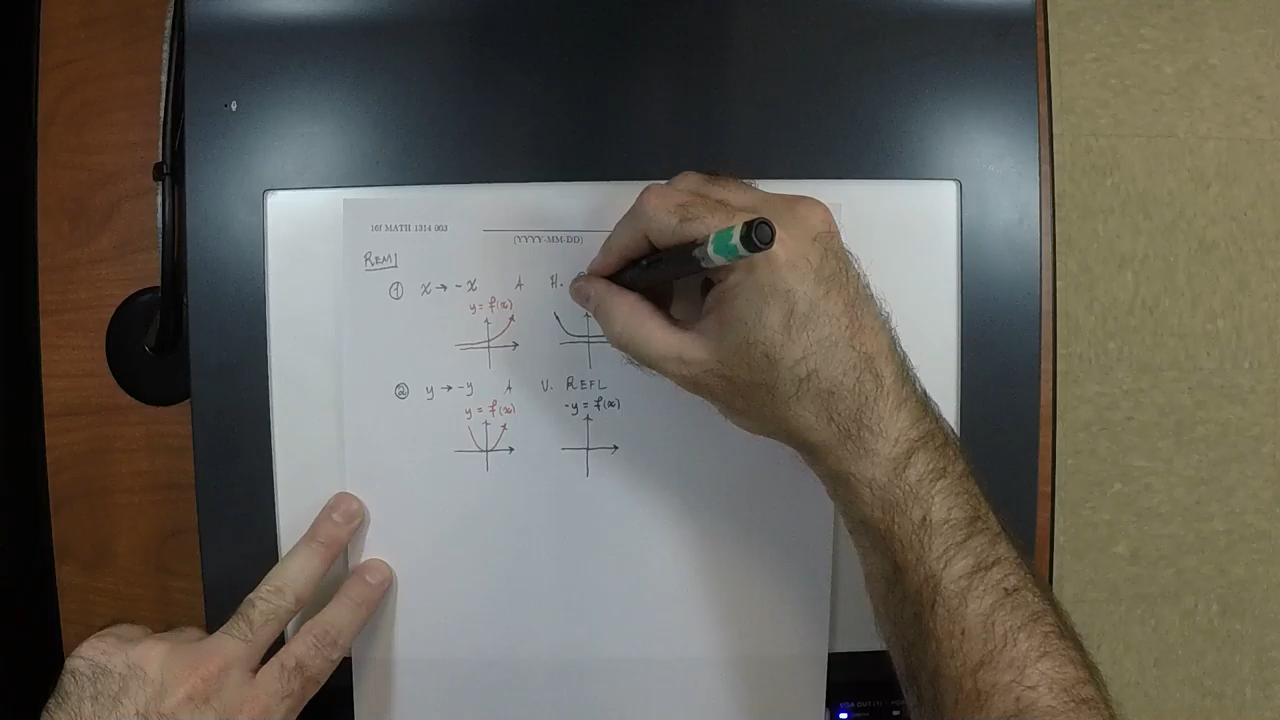 16f MATH 1314 003
(YYYY-MM-DD)
REM
① x → -x A H.
y = f(x)
② y → -y A V. REFL
y = f(x) -y = f(x)